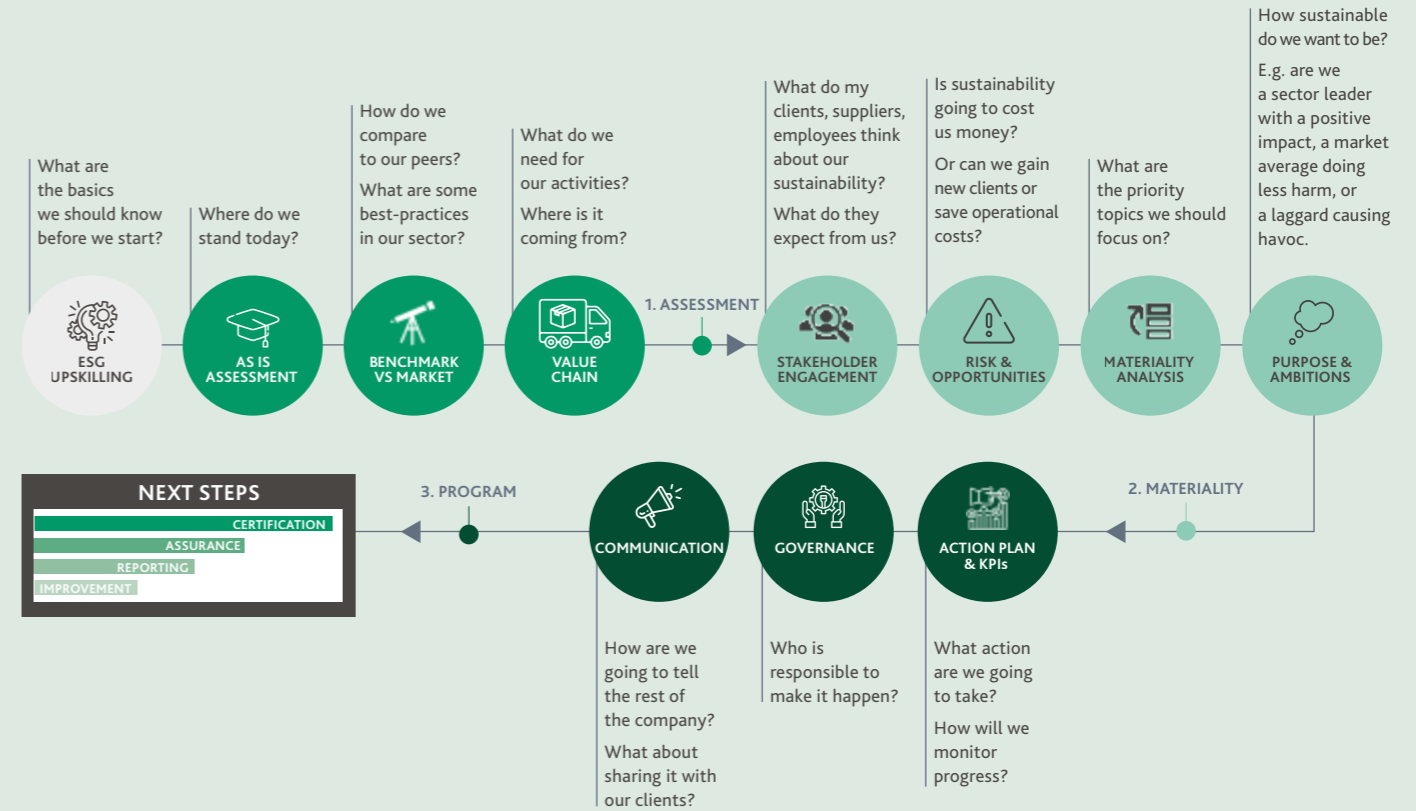 What are
the basics
we should know
before we start?
ESG
UPSKILLING
Where do we
stand today?
AS IS
ASSESSMENT
How do we
compare
to our peers?
What are some
best-practices
in our sector?
BENCHMARK
VS MARKET
What do we
need for
our activities?
Where is it
coming from?
VALUE
CHAIN
1. ASSESSMENT
What do my
clients, suppliers,
employees think
about our
sustainability?
What do they
expect from us?
STAKEHOLDER
ENGAGEMENT
Is sustainability
going to cost
us money?
Or can we gain
new clients or
save operational
costs?
RISK &
OPPORTUNITIES
What are
the priority
topics we should
focus on?
MATERIALITY
ANALYSIS
How sustainable
do we want to be?
E.g. are we
a sector leader
with a positive
impact, a market
average doing
less harm, or
a laggard causing
havoc.
PURPOSE &
AMBITIONS
2. MATERIALITY
ACTION PLAN
& KPIs
What action
are we going
to take?
How will we
monitor
progress?
GOVERNANCE
Who is
responsible to
make it happen?
COMMUNICATION
How are we
going to tell
the rest of
the company?
What about
sharing it with
our clients?
3. PROGRAM
NEXT STEPS
CERTIFICATION
ASSURANCE
REPORTING
IMPROVEMENT